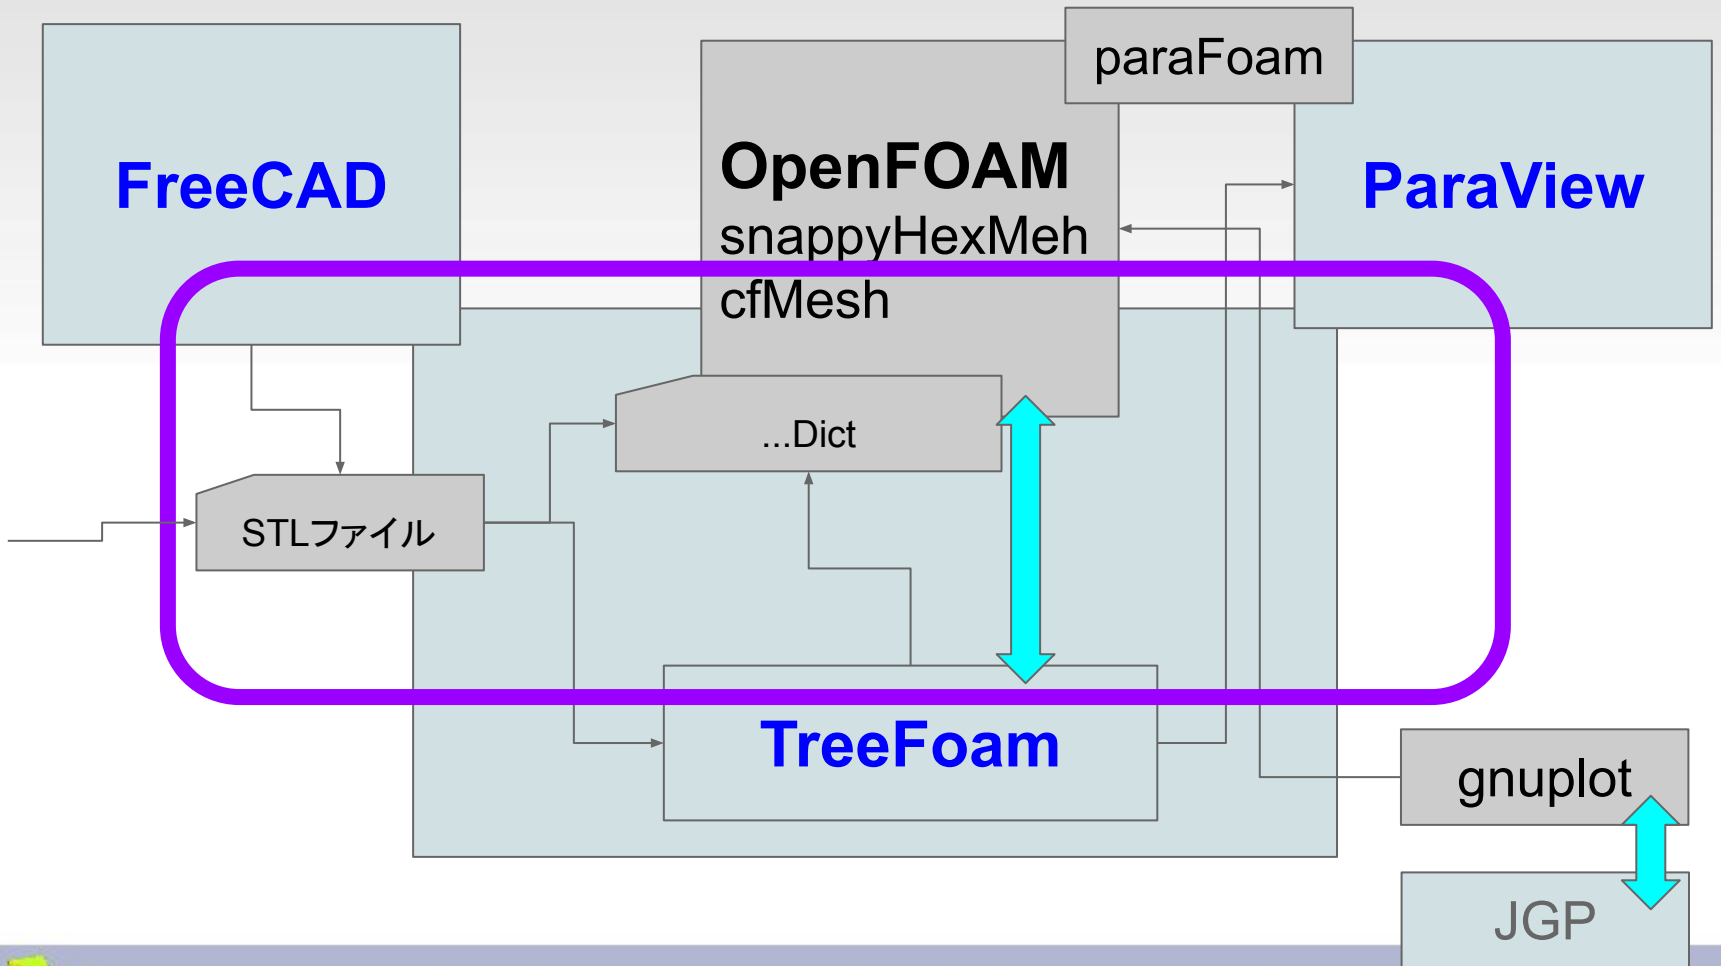 paraFoam
FreeCAD
OpenFOAM
snappyHexMeh
cfMesh
ParaView
...Dict
STLファイル
TreeFoam
gnuplot
JGP